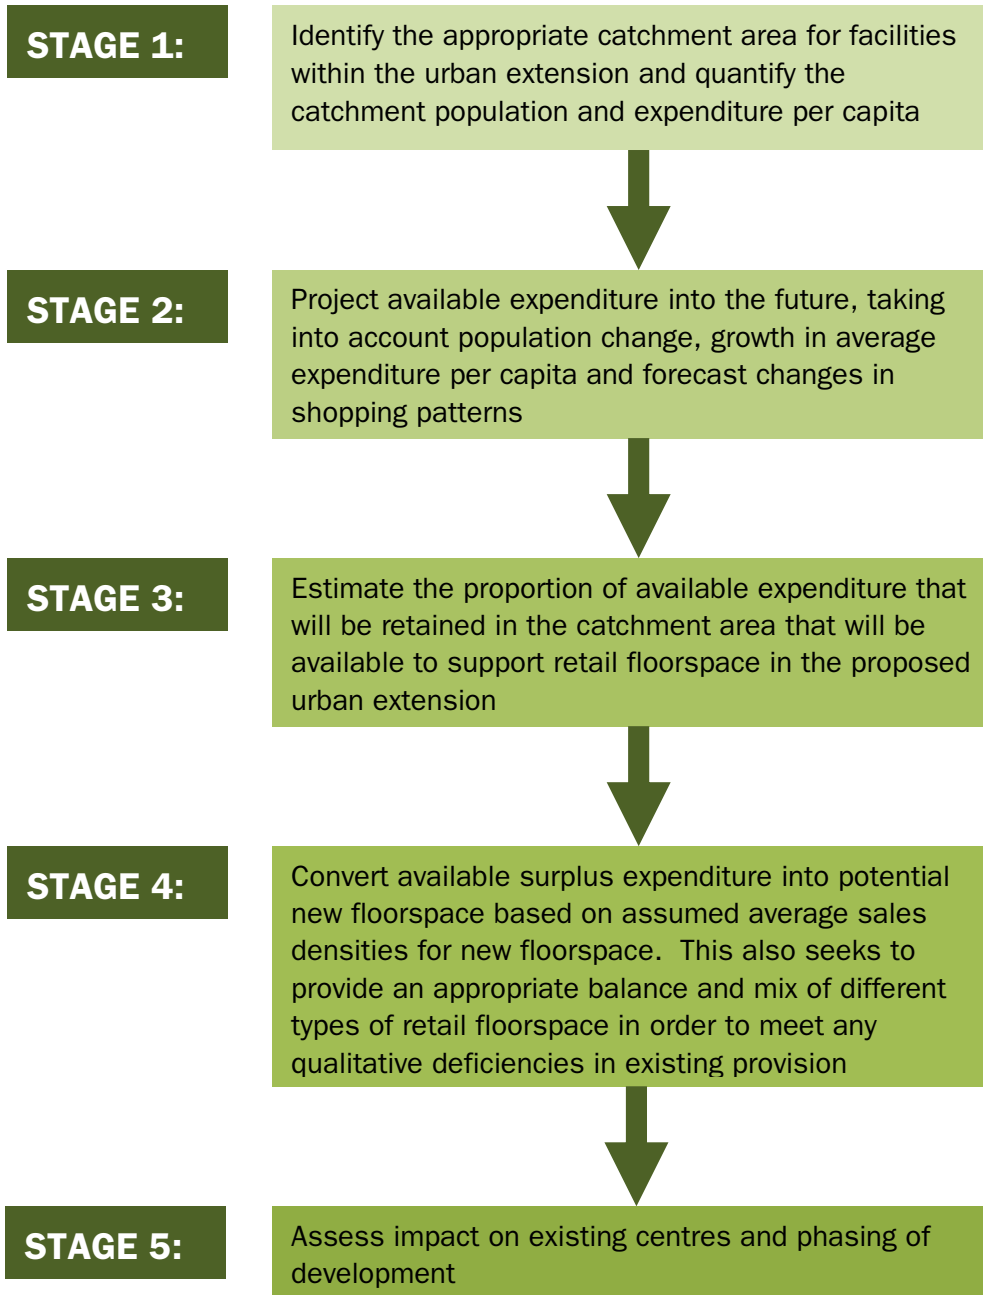 STAGE 1:
Identify the appropriate catchment area for facilities
within the urban extension and quantify the
catchment population and expenditure per capita
STAGE 2:
Project available expenditure into the future, taking
into account population change, growth in average
expenditure per capita and forecast changes in
shopping patterns
STAGE 3:
Estimate the proportion of available expenditure that
will be retained in the catchment area that will be
available to support retail floorspace in the proposed
urban extension
STAGE 4:
Convert available surplus expenditure into potential
new floorspace based on assumed average sales
densities for new floorspace.  This also seeks to
provide an appropriate balance and mix of different
types of retail floorspace in order to meet any
qualitative deficiencies in existing provision
STAGE 5:
Assess impact on existing centres and phasing of
development